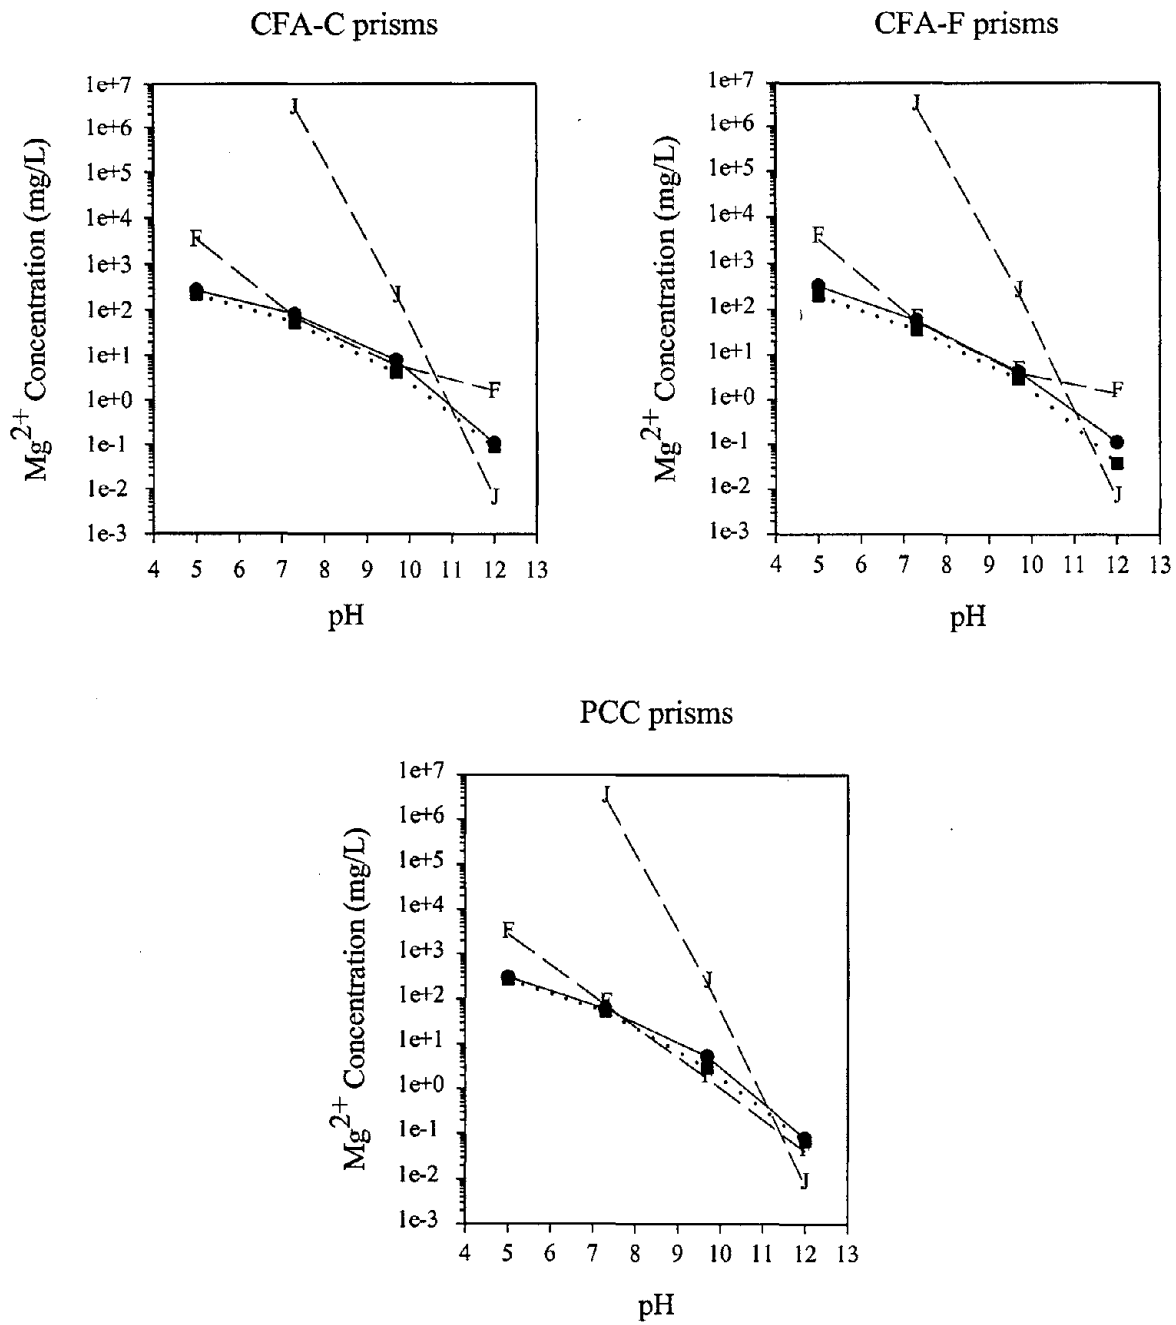 CFA-C prisms
Mg2+ Concentration (mg/L)
1e+7
1e+6
1e+5
1e+4
1e+3
1e+2
1e+1
1e+0
1e-1
1e-2
1e-3
J
F
J
F
J
4 5 6 7 8 9 10 11 12 13
pH
CFA-F prisms
Mg2+ Concentration (mg/L)
1e+7
1e+6
1e+5
1e+4
1e+3
1e+2
1e+1
1e+0
1e-1
1e-2
1e-3
J
F
J
F
J
4 5 6 7 8 9 10 11 12 13
pH
PCC prisms
Mg2+ Concentration (mg/L)
1e+7
1e+6
1e+5
1e+4
1e+3
1e+2
1e+1
1e+0
1e-1
1e-2
1e-3
J
F
J
J
4 5 6 7 8 9 10 11 12 13
pH